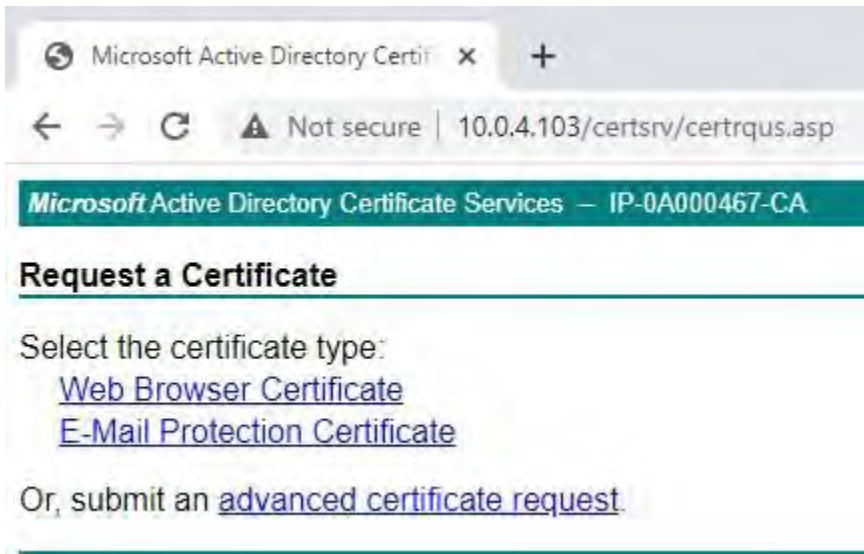 Microsoft Active Directory Certif
Not secure | 10.0.4.103/certsrv/certrqus.asp
Microsoft Active Directory Certificate Services – IP-0A000467-CA
Request a Certificate
Select the certificate type:
Web Browser Certificate
E-Mail Protection Certificate
Or, submit an advanced certificate request.